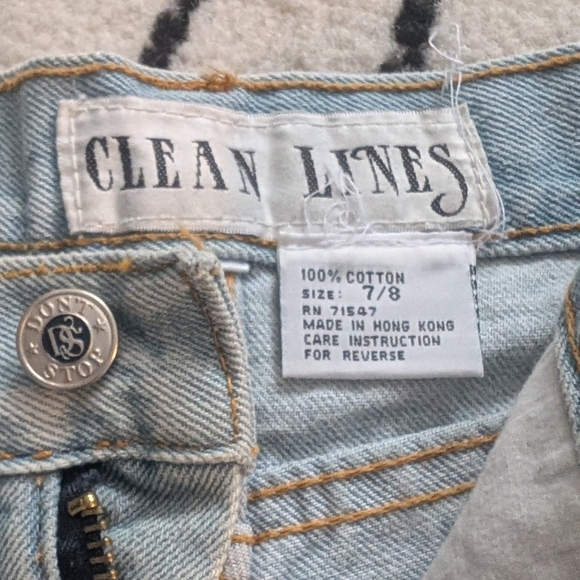 CLEAN LINES
100% COTTON
SIZE: 7/8
RN 71547
MADE IN HONG KONG
CARE INSTRUCTION
FOR REVERSE
DON'T
DS
STOP